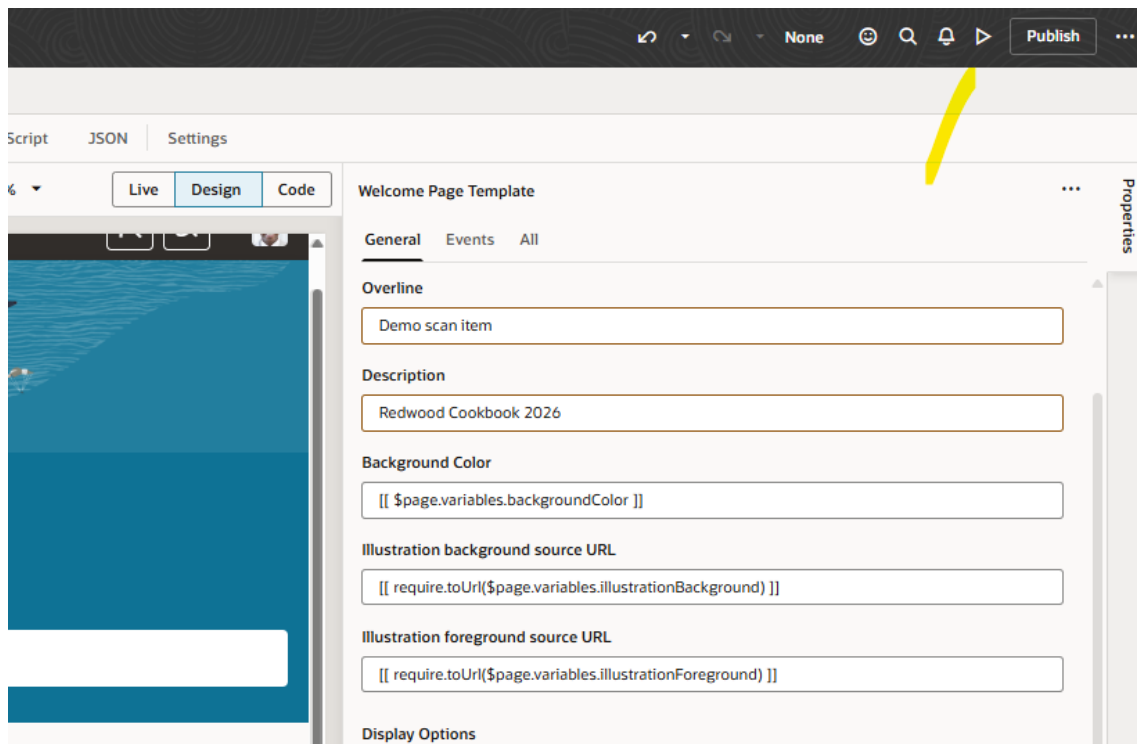 None
Publish
Script
JSON
Settings
%
Live
Design
Code
Welcome Page Template
Properties
General
Events
All
Overline
Demo scan item
Description
Redwood Cookbook 2026
Background Color
[[ $page.variables.backgroundColor ]]
Illustration background source URL
[[ require.toUrl($page.variables.illustrationBackground) ]]
Illustration foreground source URL
[[ require.toUrl($page.variables.illustrationForeground) ]]
Display Options